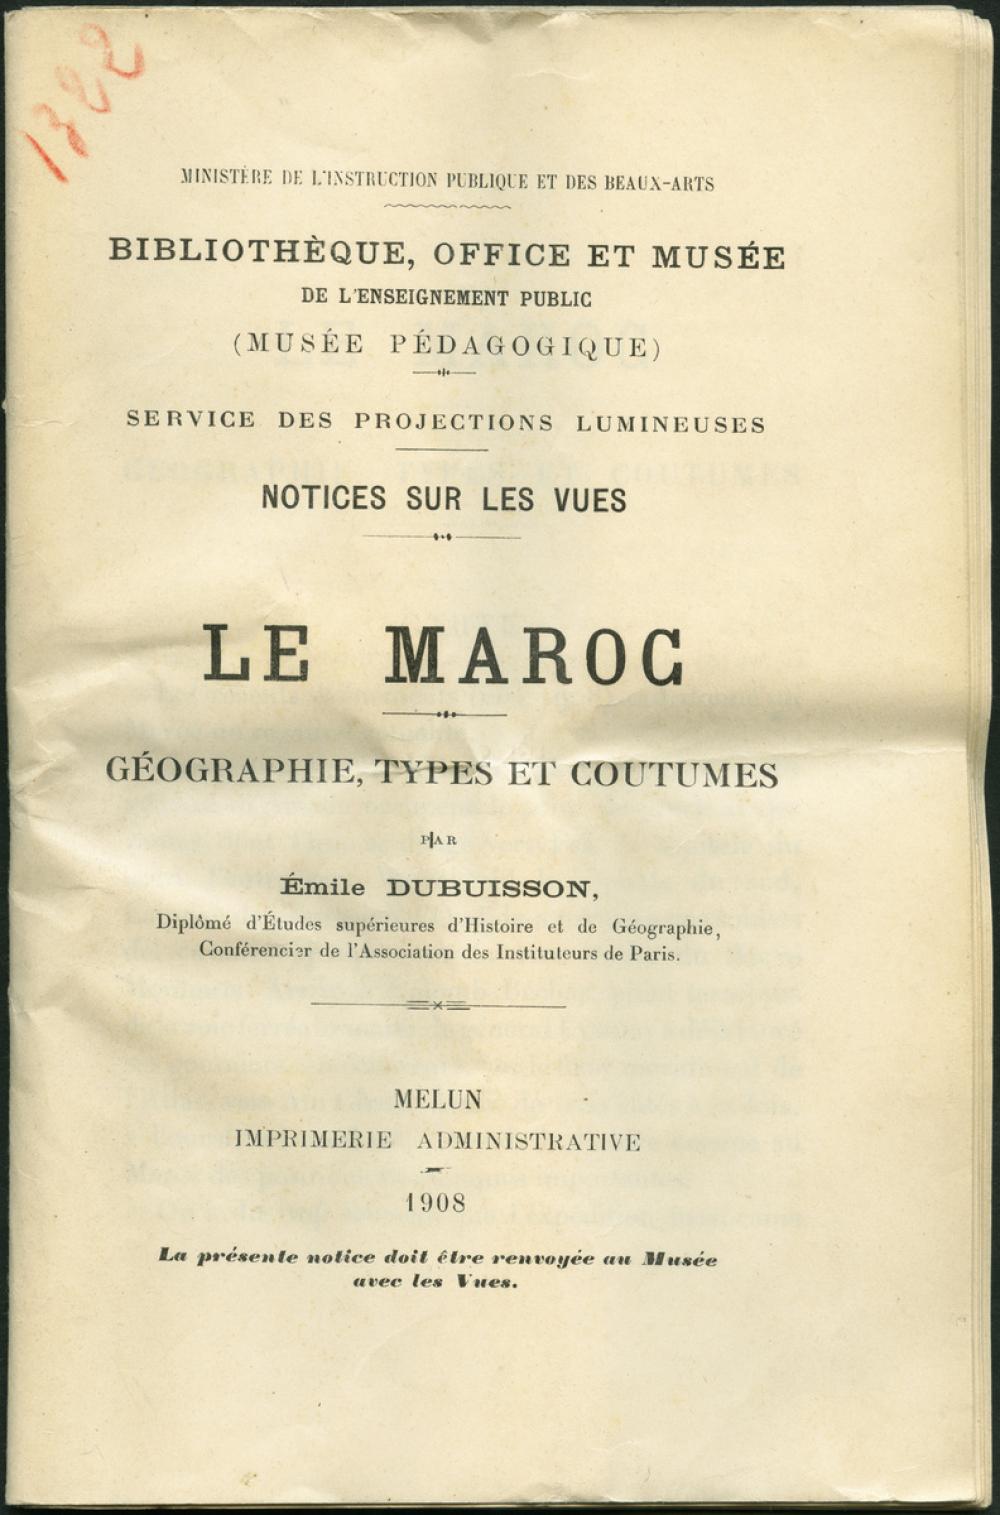 1322
MINISTÈRE DE L'INSTRUCTION PUBLIQUE ET DES BEAUX-ARTS
BIBLIOTHÈQUE, OFFICE ET MUSÉE
DE L'ENSEIGNEMENT PUBLIC
(MUSÉE PÉDAGOGIQUE)
SERVICE DES PROJECTIONS LUMINEUSES
NOTICES SUR LES VUES
LE MAROC
GÉOGRAPHIE, TYPES ET COUTUMES
PAR
Émile DUBUISSON,
Diplômé d'Études supérieures d'Histoire et de Géographie,
Conférencier de l'Association des Instituteurs de Paris.
MELUN
IMPRIMERIE ADMINISTRATIVE
1908
La présente notice doit être renvoyée au Musée
avec les Vues.